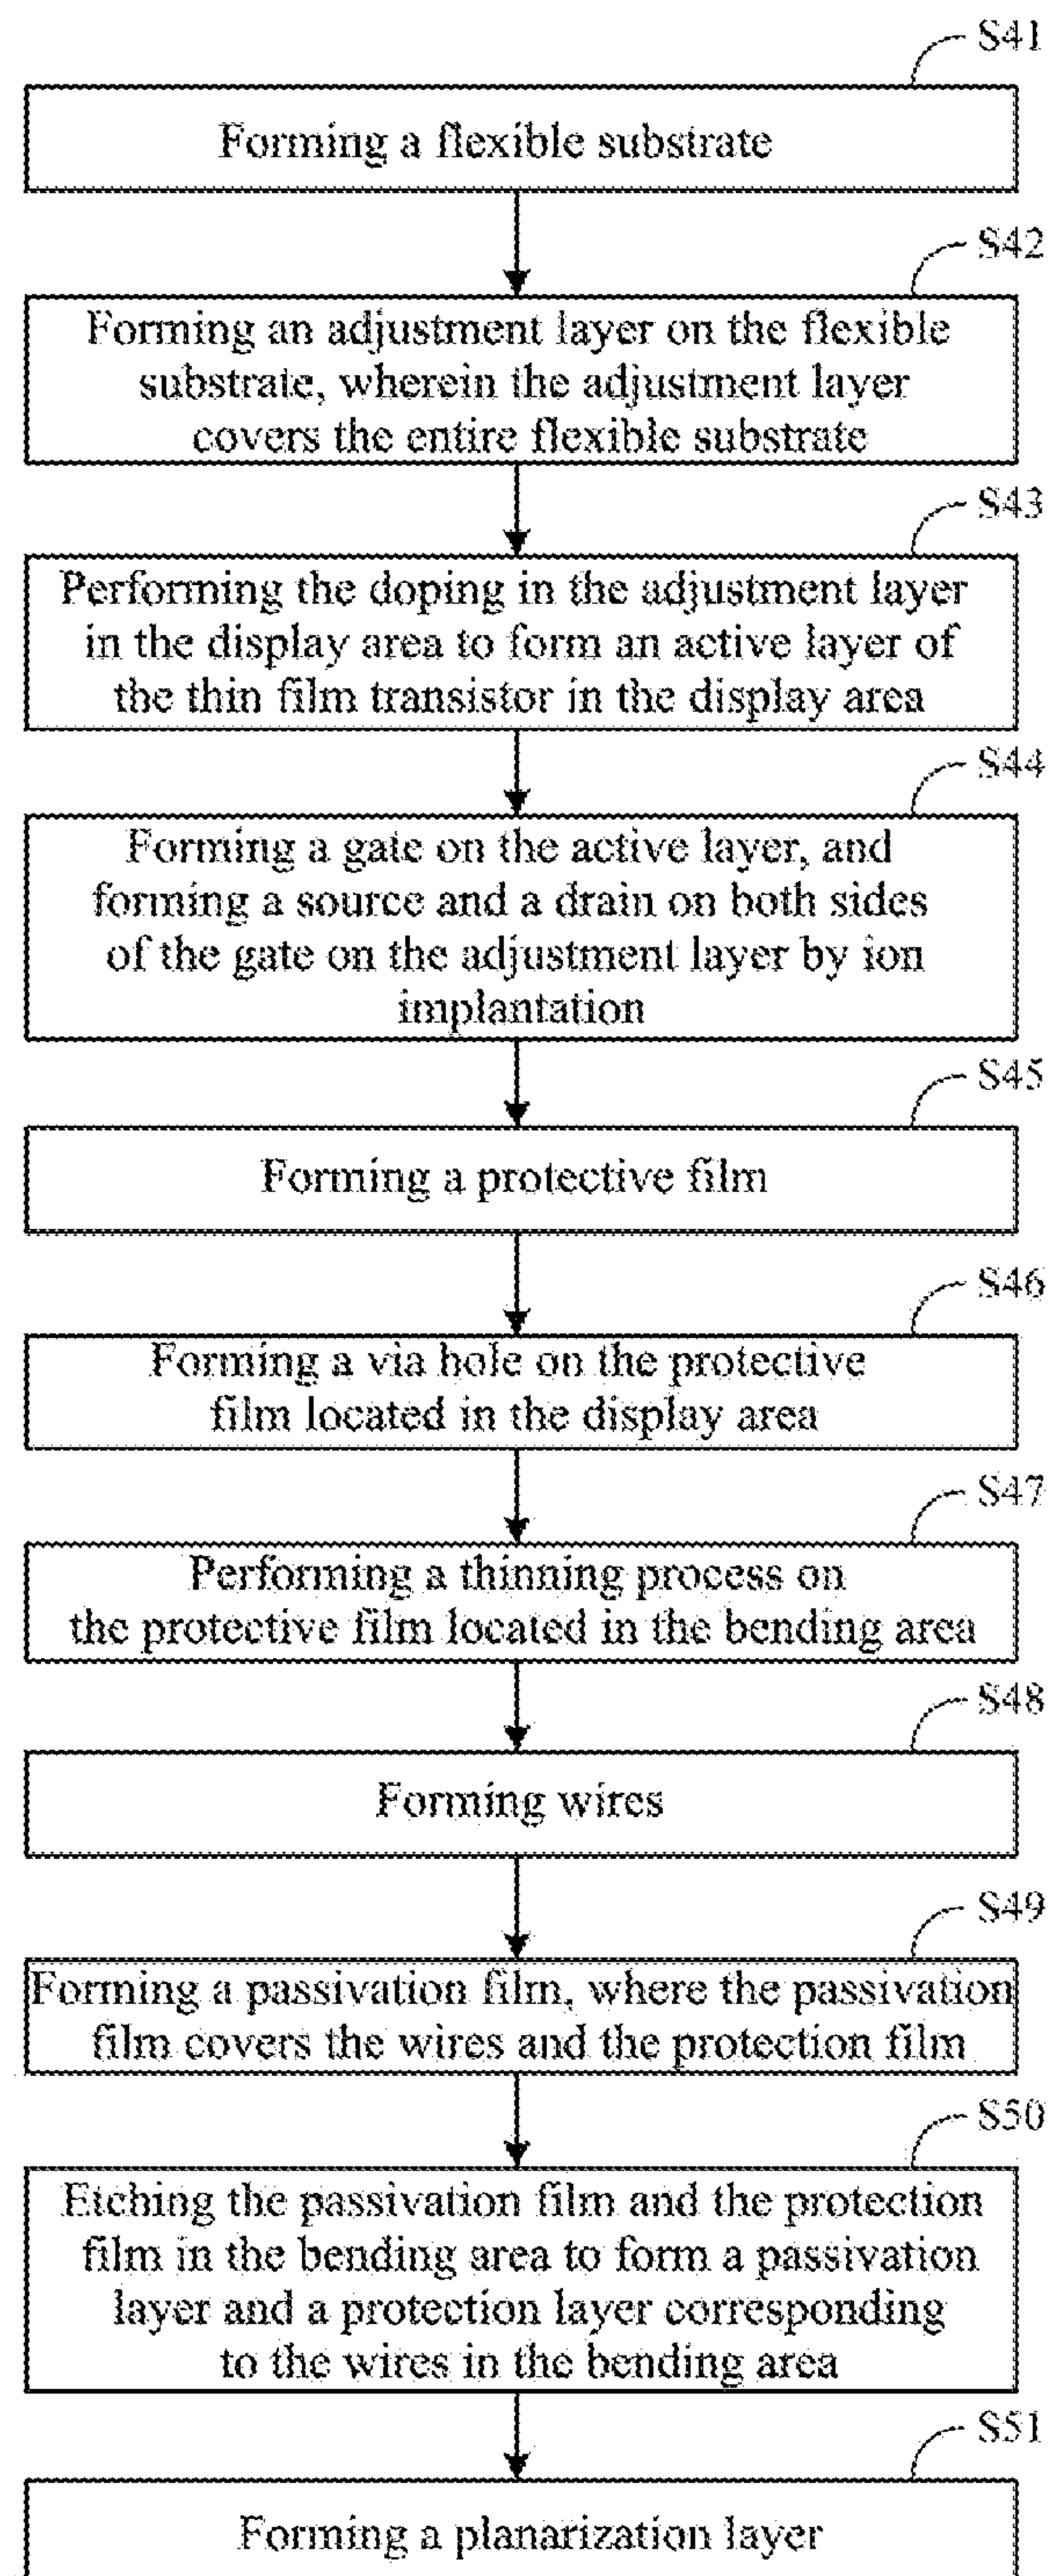 S41
Forming a flexible substrate
S42
Forming an adjustment layer on the flexible
substrate, wherein the adjustment layer
covers the entire flexible substrate
S43
Performing the doping in the adjustment layer
in the display area to form an active layer of
the thin film transistor in the display area
S44
Forming a gate on the active layer, and
forming a source and a drain on both sides
of the gate on the adjustment layer by ion
implantation
S45
Forming a protective film
S46
Forming a via hole on the protective
film located in the display area
S47
Performing a thinning process on
the protective film located in the bending area
S48
Forming wires
S49
Forming a passivation film, where the passivation
film covers the wires and the protection film
S50
Etching the passivation film and the protection
film in the bending area to form a passivation
layer and a protection layer corresponding
to the wires in the bending area
S51
Forming a planarization layer